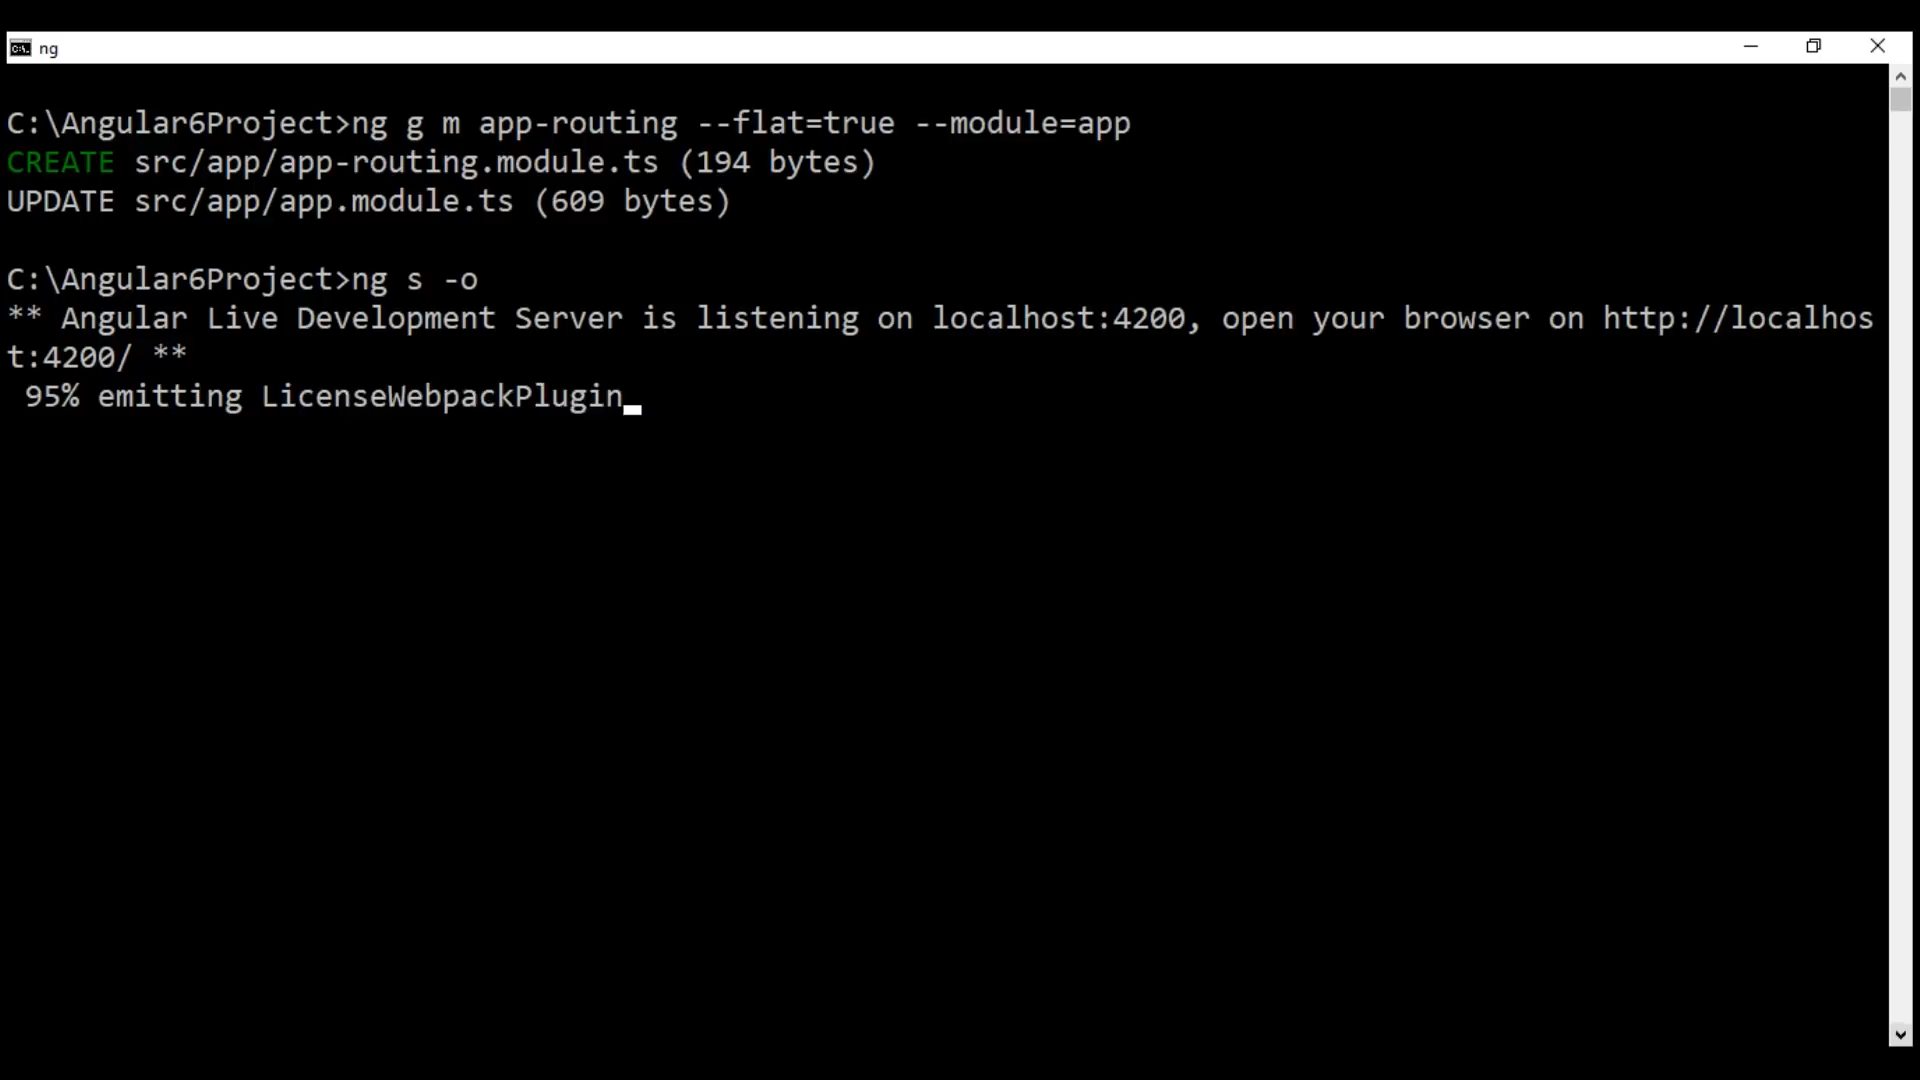 ng
C:\Angular6Project>ng g m app-routing --flat=true --module=app
CREATE src/app/app-routing.module.ts (194 bytes)
UPDATE src/app/app.module.ts (609 bytes)
C:\Angular6Project>ng s -o
** Angular Live Development Server is listening on localhost:4200, open your browser on http://localhos
t:4200/ **
95% emitting LicenseWebpackPlugin